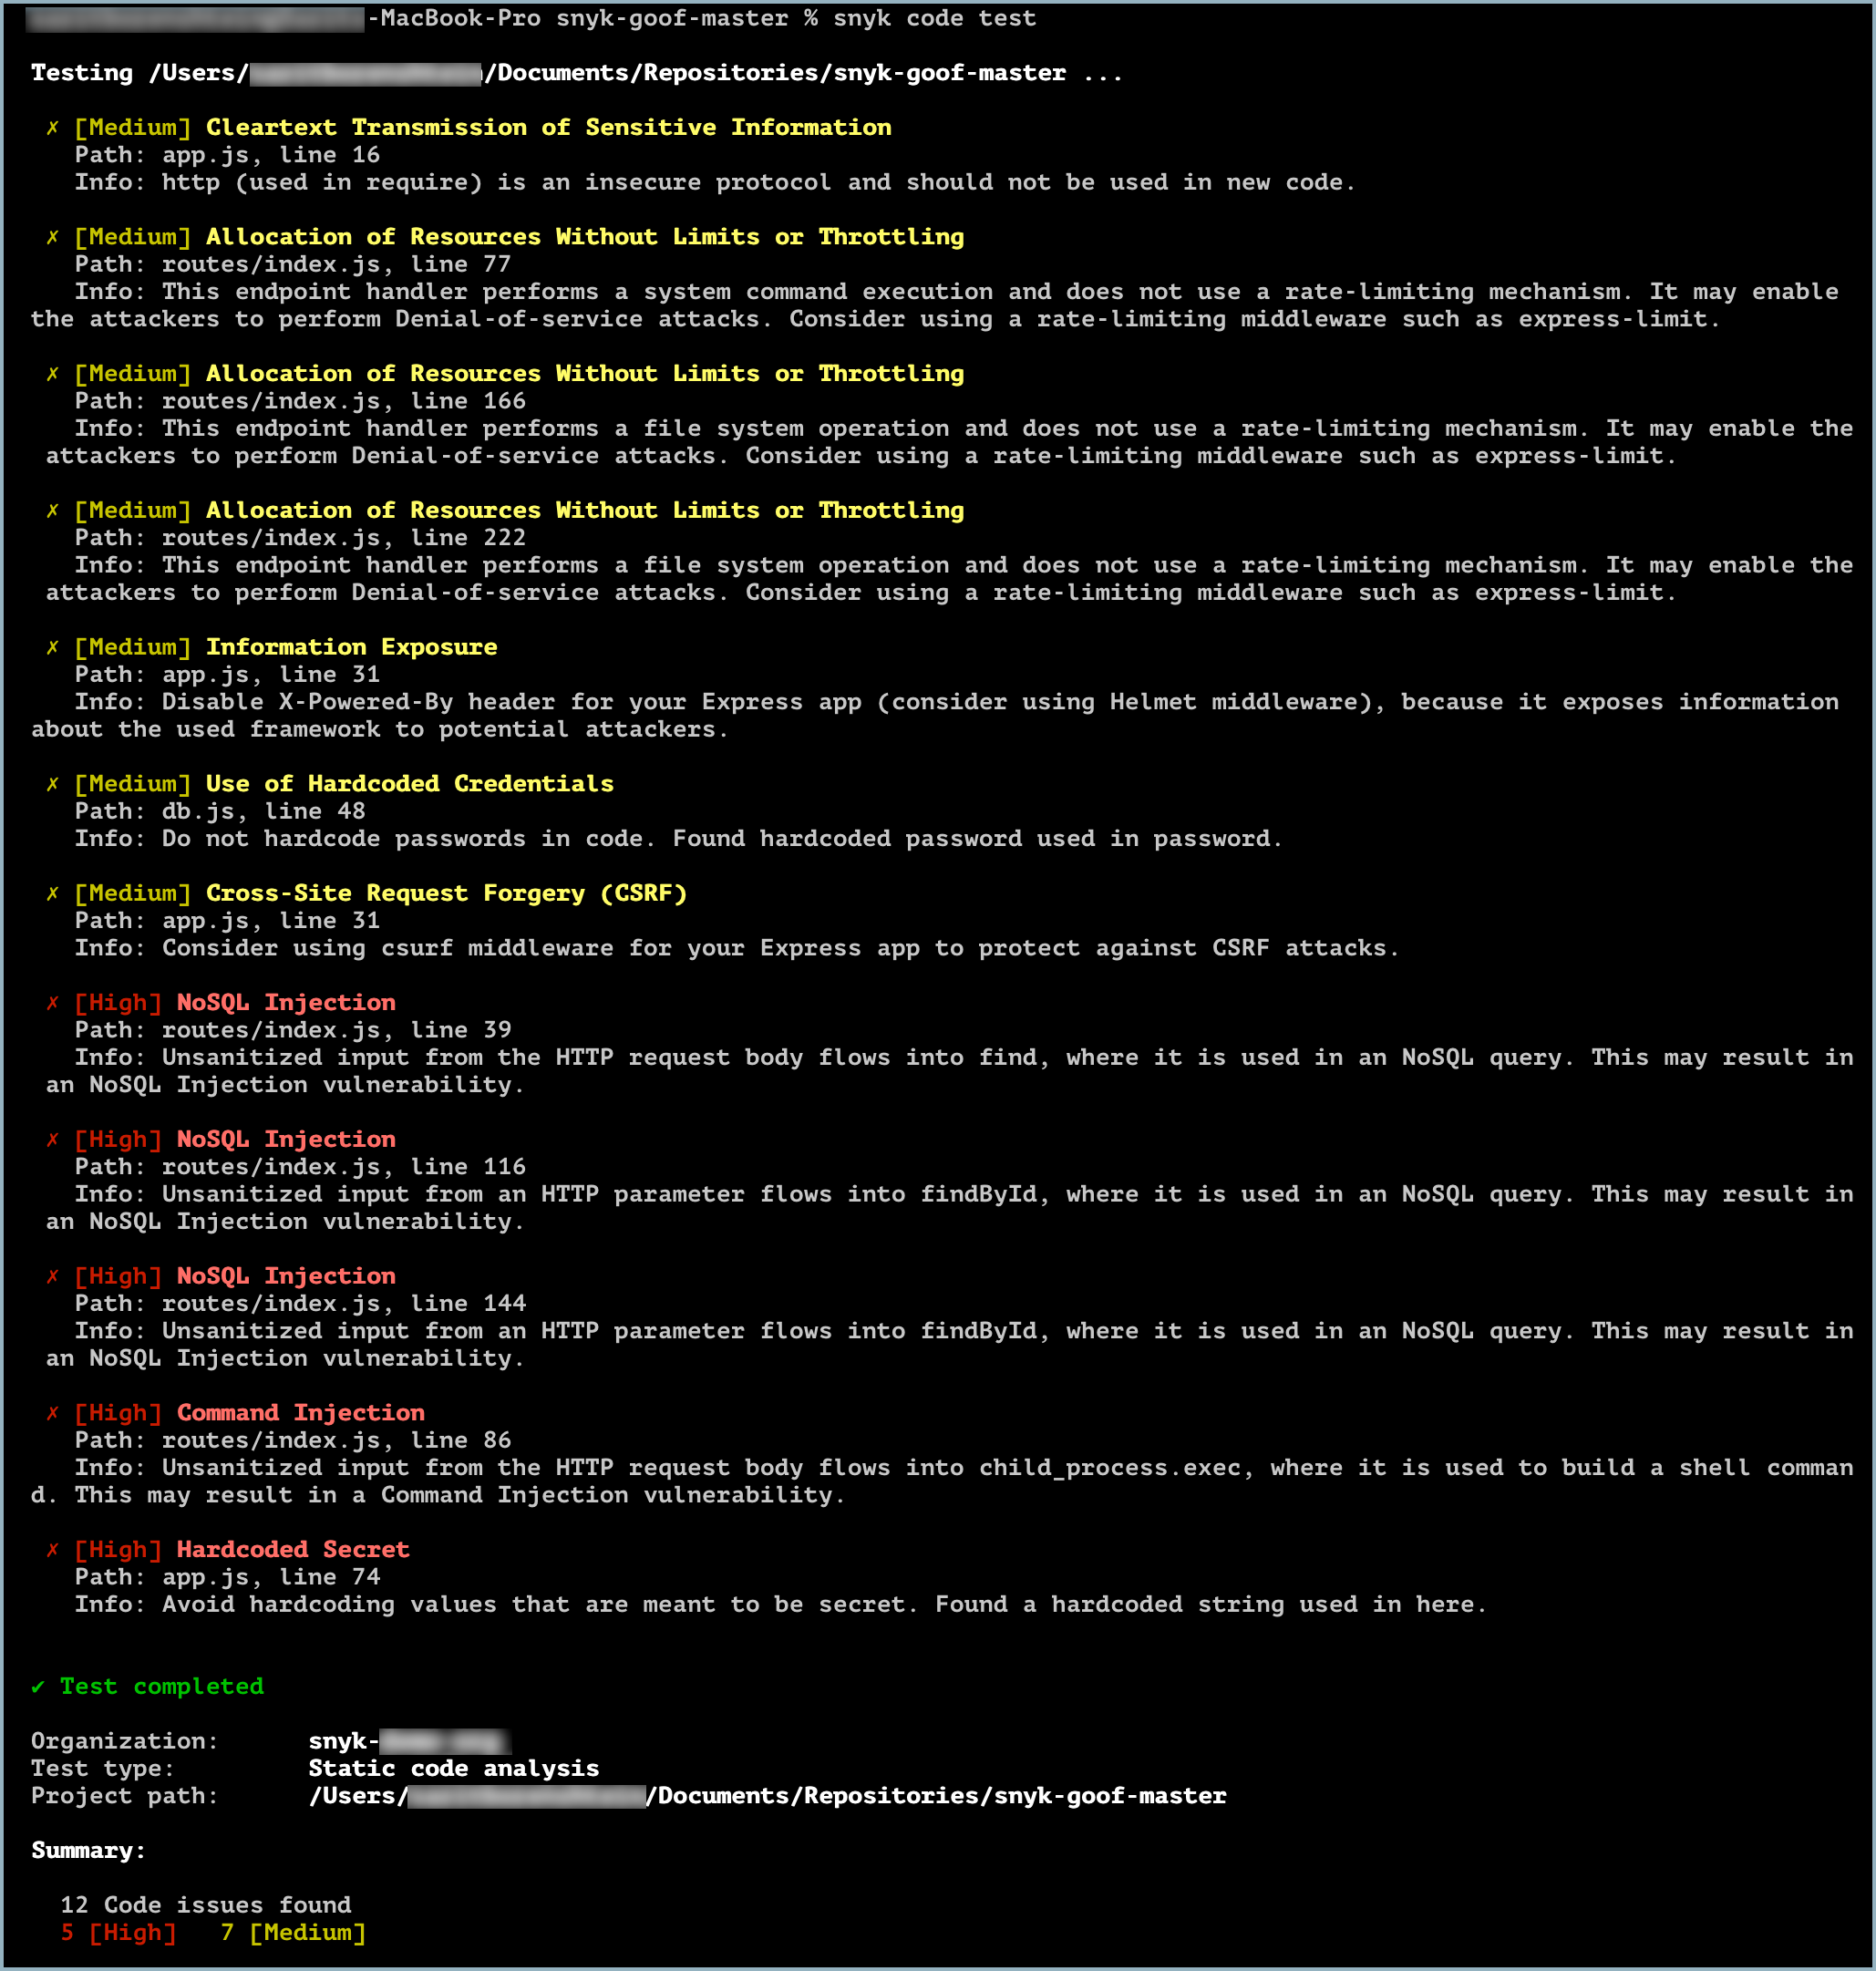 -MacBook-Pro snyk-goof-master % snyk code test
Testing /Users/ /Documents/Repositories/snyk-goof-master ...
✗ [Medium] Cleartext Transmission of Sensitive Information
Path: app.js, line 16
Info: http (used in require) is an insecure protocol and should not be used in new code.
✗ [Medium] Allocation of Resources Without Limits or Throttling
Path: routes/index.js, line 77
Info: This endpoint handler performs a system command execution and does not use a rate-limiting mechanism. It may enable
the attackers to perform Denial-of-service attacks. Consider using a rate-limiting middleware such as express-limit.
✗ [Medium] Allocation of Resources Without Limits or Throttling
Path: routes/index.js, line 166
Info: This endpoint handler performs a file system operation and does not use a rate-limiting mechanism. It may enable the
attackers to perform Denial-of-service attacks. Consider using a rate-limiting middleware such as express-limit.
✗ [Medium] Allocation of Resources Without Limits or Throttling
Path: routes/index.js, line 222
Info: This endpoint handler performs a file system operation and does not use a rate-limiting mechanism. It may enable the
attackers to perform Denial-of-service attacks. Consider using a rate-limiting middleware such as express-limit.
✗ [Medium] Information Exposure
Path: app.js, line 31
Info: Disable X-Powered-By header for your Express app (consider using Helmet middleware), because it exposes information
about the used framework to potential attackers.
✗ [Medium] Use of Hardcoded Credentials
Path: db.js, line 48
Info: Do not hardcode passwords in code. Found hardcoded password used in password.
✗ [Medium] Cross-Site Request Forgery (CSRF)
Path: app.js, line 31
Info: Consider using csurf middleware for your Express app to protect against CSRF attacks.
✗ [High] NoSQL Injection
Path: routes/index.js, line 39
Info: Unsanitized input from the HTTP request body flows into find, where it is used in an NoSQL query. This may result in
an NoSQL Injection vulnerability.
✗ [High] NoSQL Injection
Path: routes/index.js, line 116
Info: Unsanitized input from an HTTP parameter flows into findById, where it is used in an NoSQL query. This may result in
an NoSQL Injection vulnerability.
✗ [High] NoSQL Injection
Path: routes/index.js, line 144
Info: Unsanitized input from an HTTP parameter flows into findById, where it is used in an NoSQL query. This may result in
an NoSQL Injection vulnerability.
✗ [High] Command Injection
Path: routes/index.js, line 86
Info: Unsanitized input from the HTTP request body flows into child_process.exec, where it is used to build a shell comman
d. This may result in a Command Injection vulnerability.
✗ [High] Hardcoded Secret
Path: app.js, line 74
Info: Avoid hardcoding values that are meant to be secret. Found a hardcoded string used in here.
✔ Test completed
Organization: snyk-
Test type: Static code analysis
Project path: /Users/ /Documents/Repositories/snyk-goof-master
Summary:
12 Code issues found
5 [High] 7 [Medium]